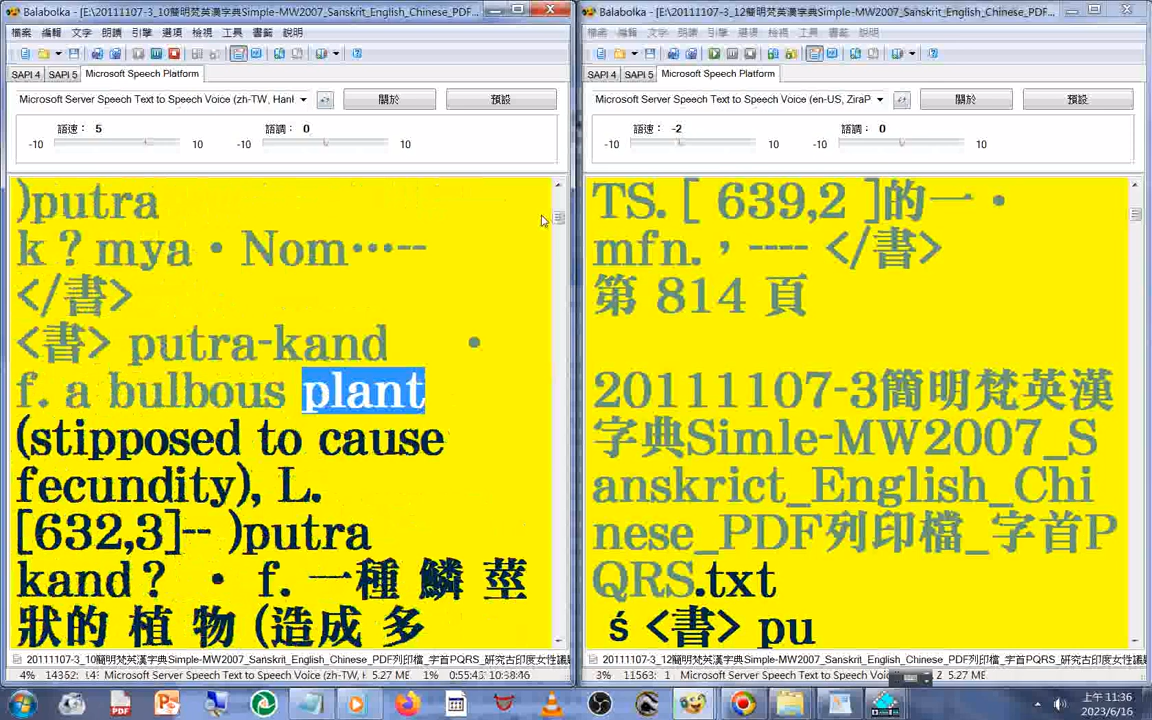 Balabolka - [E:\20111107-3_10簡明梵英漢字典Simple-MW2007_Sanskrit_English_Chinese_PDF...
檔案 編輯 文字 朗讀 引擎 選項 檢視 工具 書籤 說明
SAPI 4 SAPI 5 Microsoft Speech Platform
Microsoft Server Speech Text to Speech Voice (zh-TW, Hanl
關於
預設
語速： 5
語調： 0
-10 10 -10 10
)putra
k？mya・Nom…--
</書>
<書> putra-kand ・
f. a bulbous plant
(stipposed to cause
fecundity), L.
[632,3]-- )putra
kand？ ・ f. 一種 鱗 莖
狀的 植 物 (造成 多
20111107-3_10簡明梵英漢字典Simple-MW2007_Sanskrit_English_Chinese_PDF列印檔_字首PQRS_研究古印度女性議
4% Microsoft Server Speech Text to Speech Voice (zh-TW, H 5.27 MB 1%
Balabolka - [E:\20111107-3_12簡明梵英漢字典Simple-MW2007_Sanskrit_English_Chinese_PDF...
檔案 編輯 文字 朗讀 引擎 選項 檢視 工具 書籤 說明
SAPI 4 SAPI 5 Microsoft Speech Platform
Microsoft Server Speech Text to Speech Voice (en-US, ZiraP
關於
預設
語速： -2
語調： 0
-10 10 -10 10
TS. [ 639,2 ]的一・
mfn.，---- </書>
第 814 頁
20111107-3簡明梵英漢
字典Simle-MW2007_S
anskrict_English_Chi
nese_PDF列印檔_字首P
QRS.txt
ś <書> pu
20111107-3_12簡明梵英漢字典Simple-MW2007_Sanskrit_English_Chinese_PDF列印檔_字首PQRS_研究古印度女性議
3% 11563: 1 Microsoft Server Speech Text to Speech Voice (en-US, 5.27 MB
上午 11:36
2023/6/16